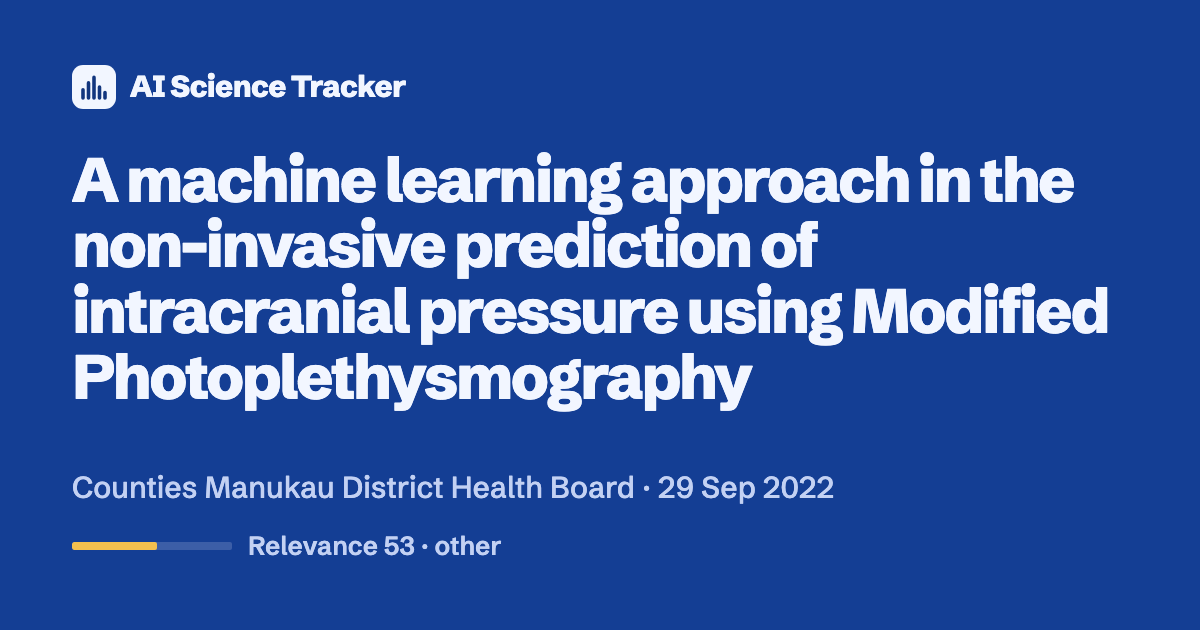 AI Science Tracker
A machine learning approach in the
non-invasive prediction of
intracranial pressure using Modified
Photoplethysmography
Counties Manukau District Health Board · 29 Sep 2022
Relevance 53 · other